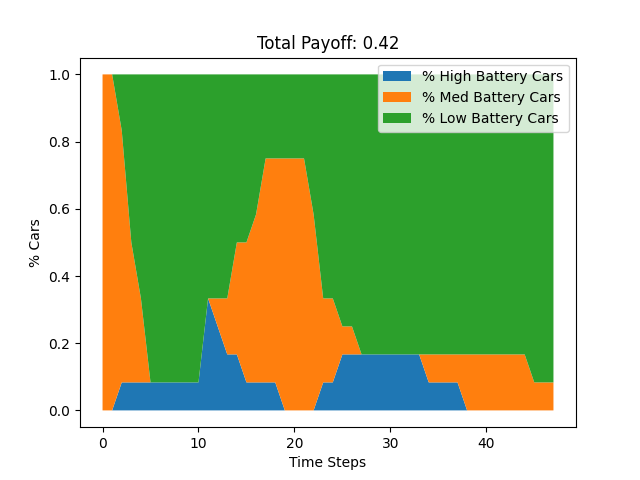 Total Payoff: 0.42
% High Battery Cars
% Med Battery Cars
% Low Battery Cars
1.0
0.8
0.6
0.4
0.2
0.0
% Cars
0
10
20
30
40
Time Steps